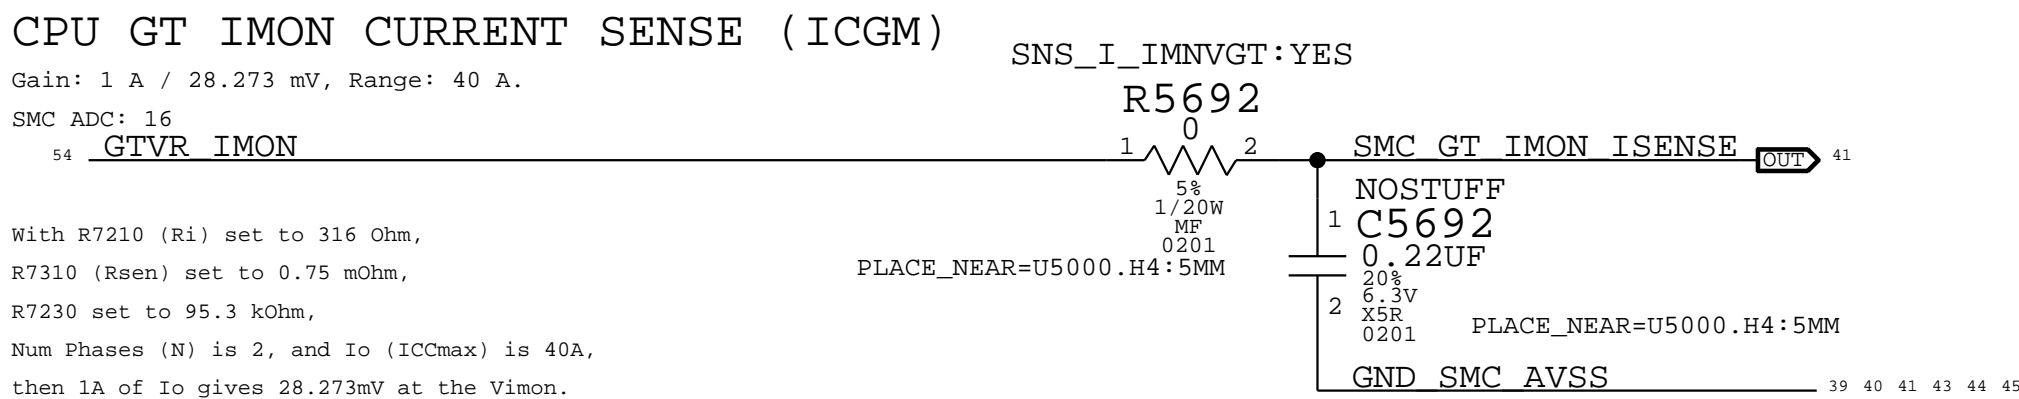 CPU GT IMON CURRENT SENSE (ICGM)
Gain: 1 A / 28.273 mV, Range: 40 A.
SMC ADC: 16
SNS_I_IMNVGT:YES
R5692
0
54 GTVR_IMON
1
2
SMC_GT_IMON_ISENSE
OUT
41
5%
1/20W
MF
0201
PLACE_NEAR=U5000.H4:5MM
NOSTUFF
1
C5692
0.22UF
20%
6.3V
2
X5R
0201
PLACE_NEAR=U5000.H4:5MM
GND_SMC_AVSS
39 40 41 43 44 45
With R7210 (Ri) set to 316 Ohm,
R7310 (Rsen) set to 0.75 mOhm,
R7230 set to 95.3 kOhm,
Num Phases (N) is 2, and Io (ICCmax) is 40A,
then 1A of Io gives 28.273mV at the Vimon.